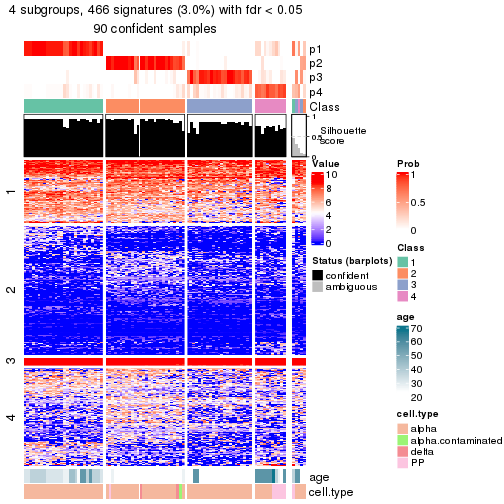 4 subgroups, 466 signatures (3.0%) with fdr < 0.05
90 confident samples
p1
p2
p3
p4
Class
1
0.5
0
Silhouette
score
1
2
3
4
age
cell.type
Value
10
8
6
4
2
0
Status (barplots)
confident
ambiguous
Prob
1
0.5
0
Class
1
2
3
4
age
70
60
50
40
30
20
cell.type
alpha
alpha.contaminated
delta
PP